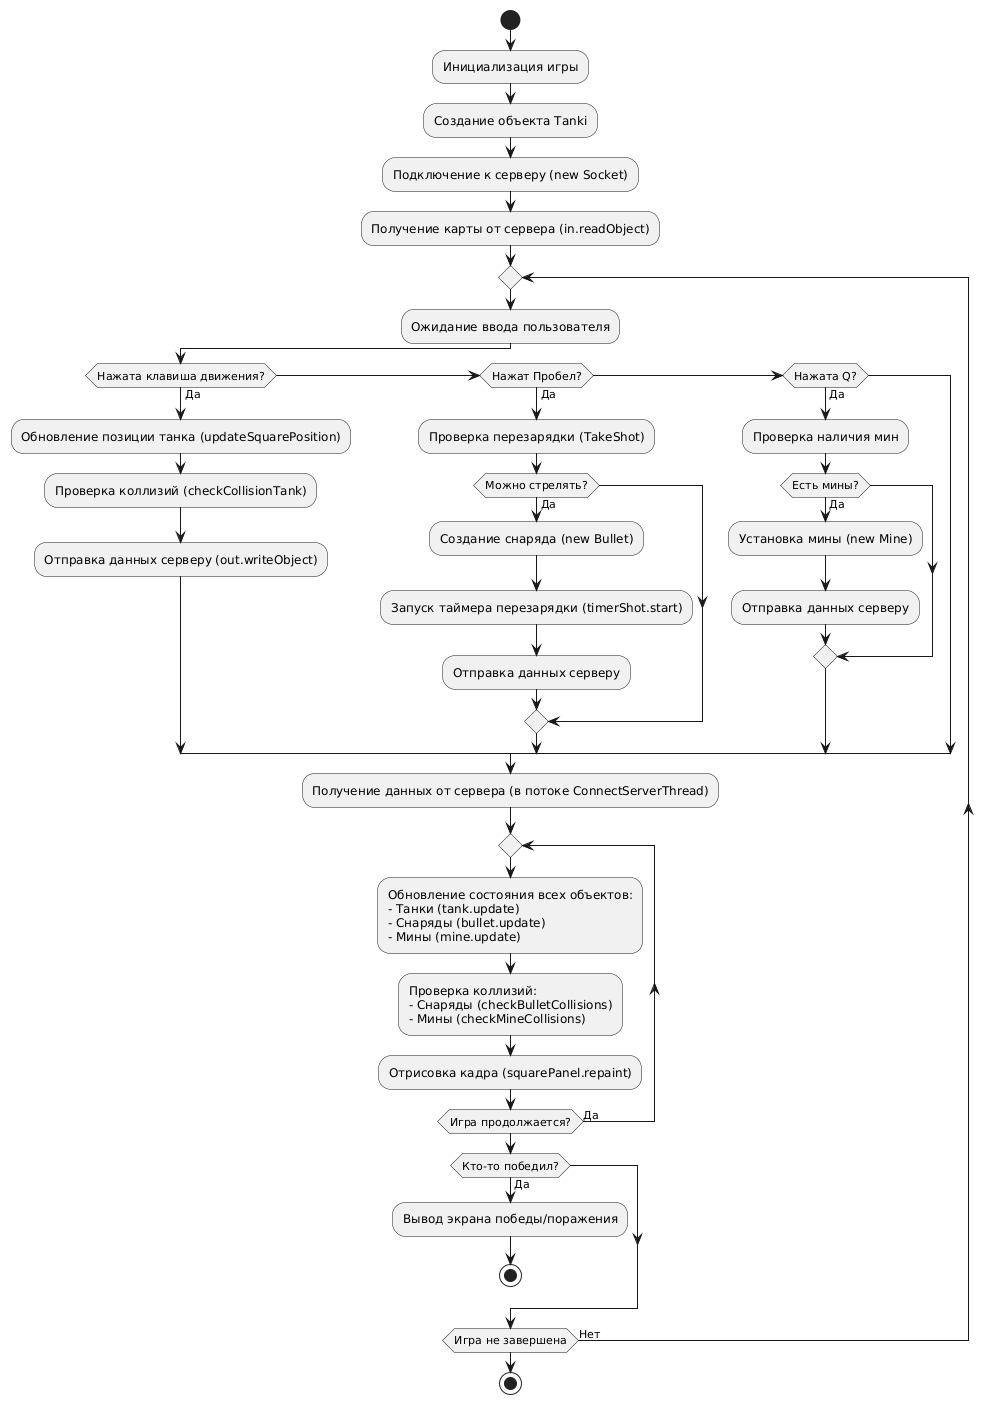 Инициализация игры
Создание объекта Tanki
Подключение к серверу (new Socket)
Получение карты от сервера (in.readObject)
Ожидание ввода пользователя
Нажата клавиша движения?
Да
Обновление позиции танка (updateSquarePosition)
Проверка коллизий (checkCollisionTank)
Отправка данных серверу (out.writeObject)
Нажат Пробел?
Да
Проверка перезарядки (TakeShot)
Можно стрелять?
Да
Создание снаряда (new Bullet)
Запуск таймера перезарядки (timerShot.start)
Отправка данных серверу
Нажата Q?
Да
Проверка наличия мин
Есть мины?
Да
Установка мины (new Mine)
Отправка данных серверу
Получение данных от сервера (в потоке ConnectServerThread)
Обновление состояния всех объектов:
- Танки (tank.update)
- Снаряды (bullet.update)
- Мины (mine.update)
Проверка коллизий:
- Снаряды (checkBulletCollisions)
- Мины (checkMineCollisions)
Отрисовка кадра (squarePanel.repaint)
Игра продолжается?
Да
Кто-то победил?
Да
Вывод экрана победы/поражения
Игра не завершена
Нет